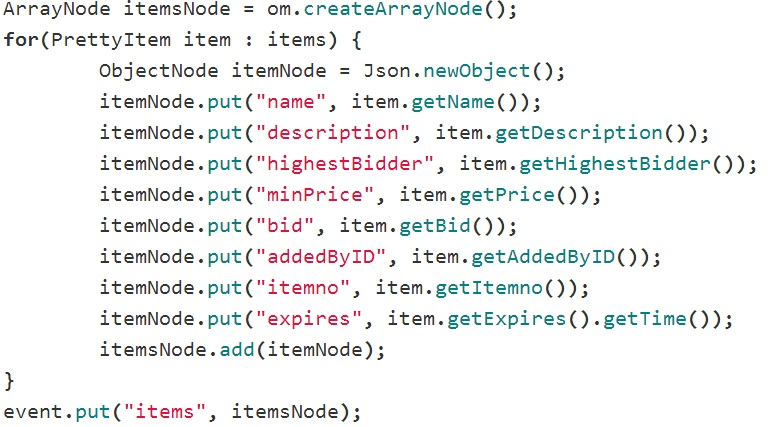 ArrayNode itemsNode = om.createArrayNode();
for(PrettyItem item : items) {
        ObjectNode itemNode = Json.newObject();
        itemNode.put("name", item.getName());
        itemNode.put("description", item.getDescription());
        itemNode.put("highestBidder", item.getHighestBidder());
        itemNode.put("minPrice", item.getPrice());
        itemNode.put("bid", item.getBid());
        itemNode.put("addedByID", item.getAddedByID());
        itemNode.put("itemno", item.getItemno());
        itemNode.put("expires", item.getExpires().getTime());
        itemsNode.add(itemNode);
}
event.put("items", itemsNode);